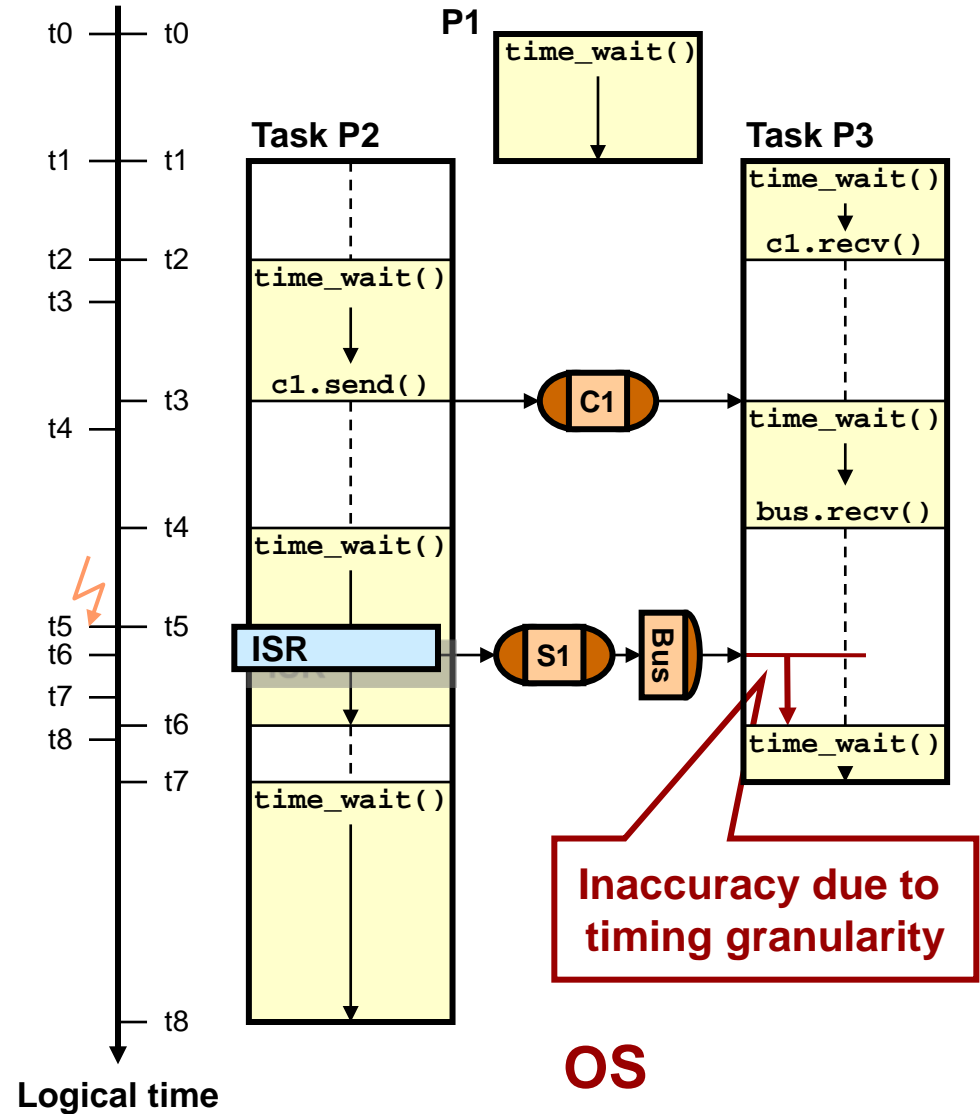 P1
t0 t0
time_wait()
Task P2
Task P3
t1 t1
time_wait()
c1.recv()
t2 t2
time_wait()
t3
c1.send()
t3
C1
t4
time_wait()
bus.recv()
t4
time_wait()
t5 t5
ISR
ISR
S1
Bus
t6
t7
t6
t8
time_wait()
t7
time_wait()
Inaccuracy due to
timing granularity
t8
OS
Logical time